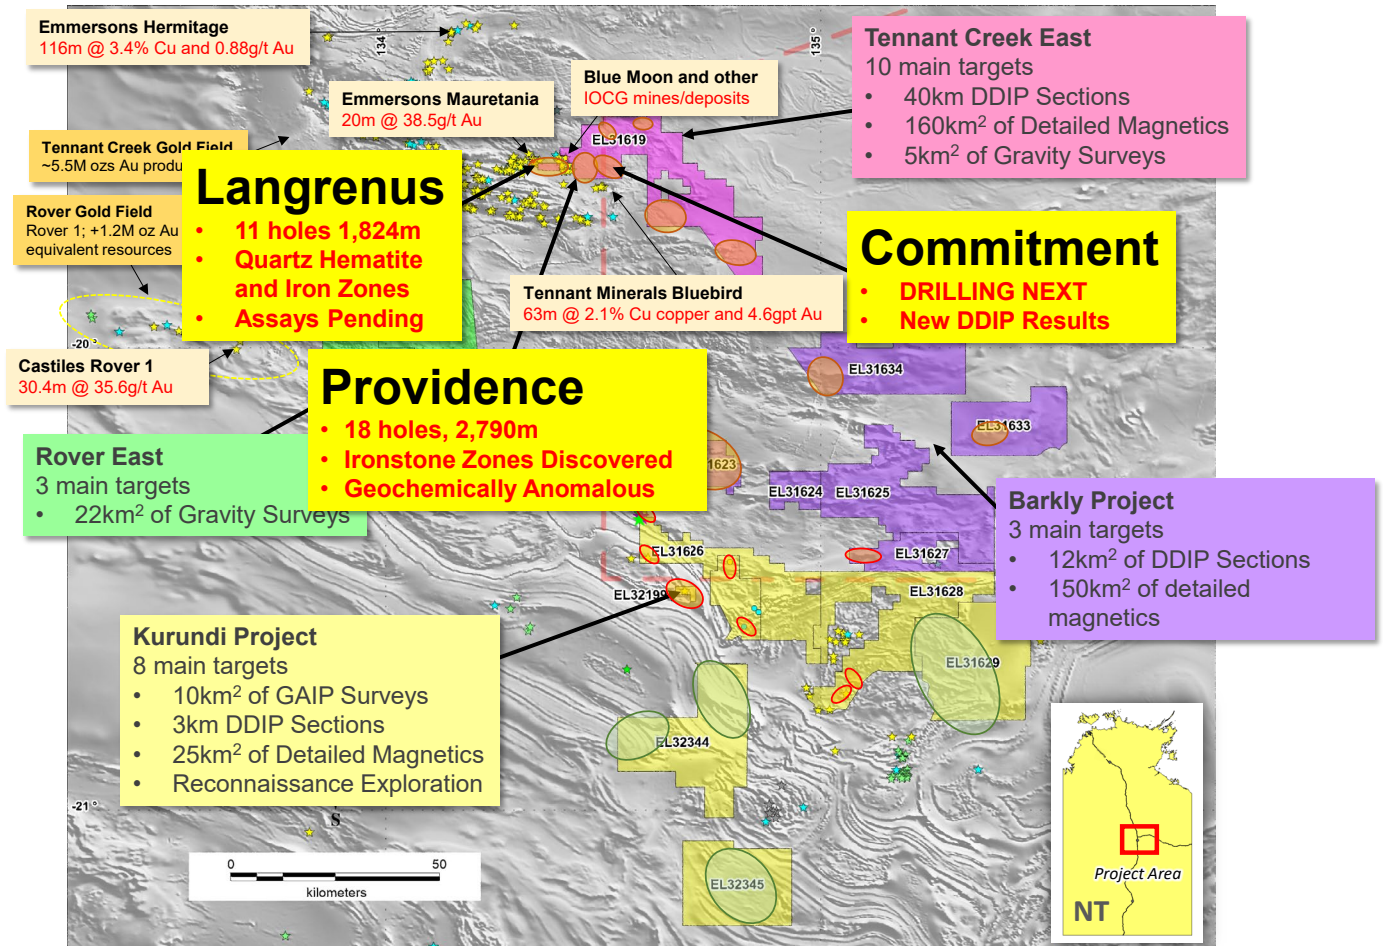 Emmersons Hermitage
116m @ 3.4% Cu and 0.88g/t Au
134
135°
Tennant Creek East
10 main targets
• 40km DDIP Sections
• 160km² of Detailed Magnetics
• 5km² of Gravity Surveys
Blue Moon and other
IOCG mines/deposits
Emmersons Mauretania
20m @ 38.5g/t Au
EL31619
Tennant Creek Gold Field
~5.5M ozs Au produ
Langrenus
• 11 holes 1,824m
• Quartz Hematite
and Iron Zones
• Assays Pending
Rover Gold Field
Rover 1; +1.2M oz Au
equivalent resources
Commitment
• DRILLING NEXT
• New DDIP Results
Tennant Minerals Bluebird
63m @ 2.1% Cu copper and 4.6gpt Au
-20°
Castiles Rover 1
30.4m @ 35.6g/t Au
Providence
• 18 holes, 2,790m
• Ironstone Zones Discovered
• Geochemically Anomalous
EL31634
EL31633
1623
EL31624
EL31625
Rover East
3 main targets
• 22km² of Gravity Surveys
Barkly Project
3 main targets
• 12km² of DDIP Sections
• 150km² of detailed
magnetics
EL31626
EL31627
EL32199
EL31628
Kurundi Project
8 main targets
• 10km² of GAIP Surveys
• 3km DDIP Sections
• 25km² of Detailed Magnetics
• Reconnaissance Exploration
EL31629
EL32344
-21°
S
0 50
kilometers
EL32345
Project Area
NT